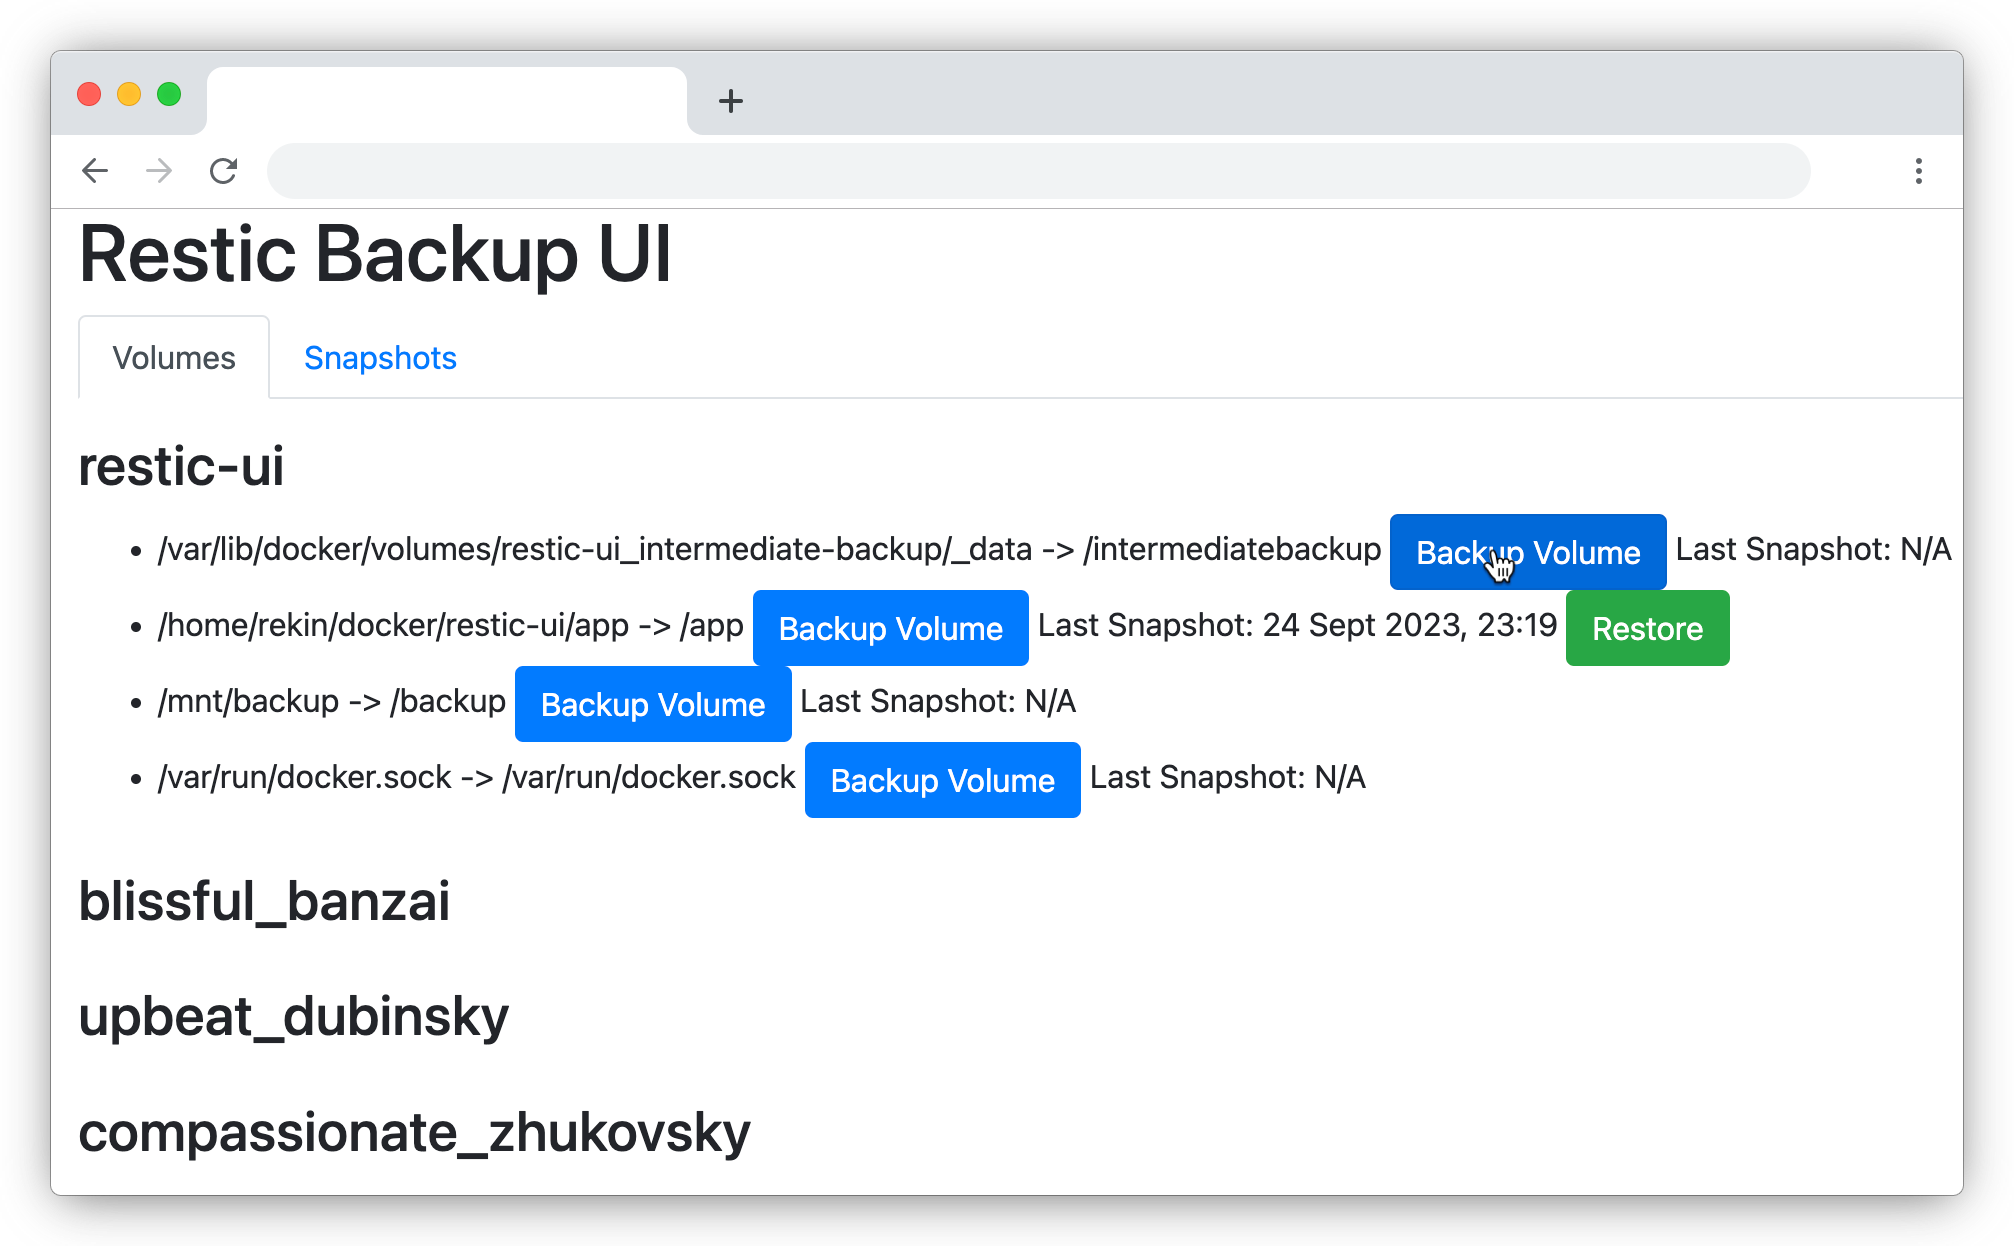 Restic Backup UI
Volumes Snapshots
restic-ui
/var/lib/docker/volumes/restic-ui_intermediate-backup/_data -> /intermediatebackup Backup Volume Last Snapshot: N/A
/home/rekin/docker/restic-ui/app -> /app Backup Volume Last Snapshot: 24 Sept 2023, 23:19 Restore
/mnt/backup -> /backup Backup Volume Last Snapshot: N/A
/var/run/docker.sock -> /var/run/docker.sock Backup Volume Last Snapshot: N/A
blissful_banzai
upbeat_dubinsky
compassionate_zhukovsky